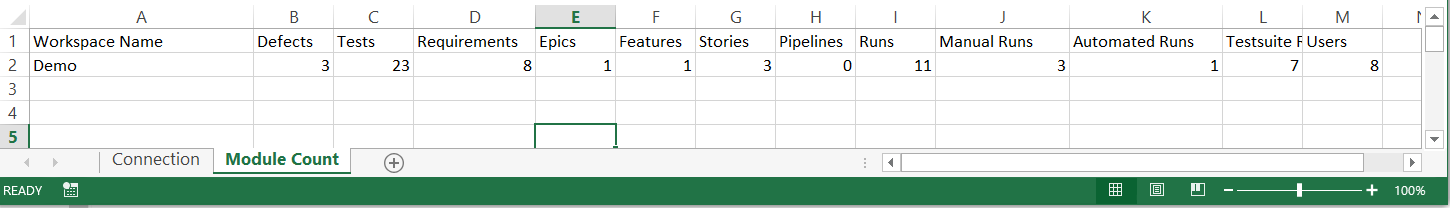 A B C D E F G H I J K L M
1 Workspace Name Defects Tests Requirements Epics Features Stories Pipelines Runs Manual Runs Automated Runs Testsuite Users
2 Demo 3 23 8 1 1 3 0 11 3 1 7 8
3
4
5
Connection Module Count
READY 100%